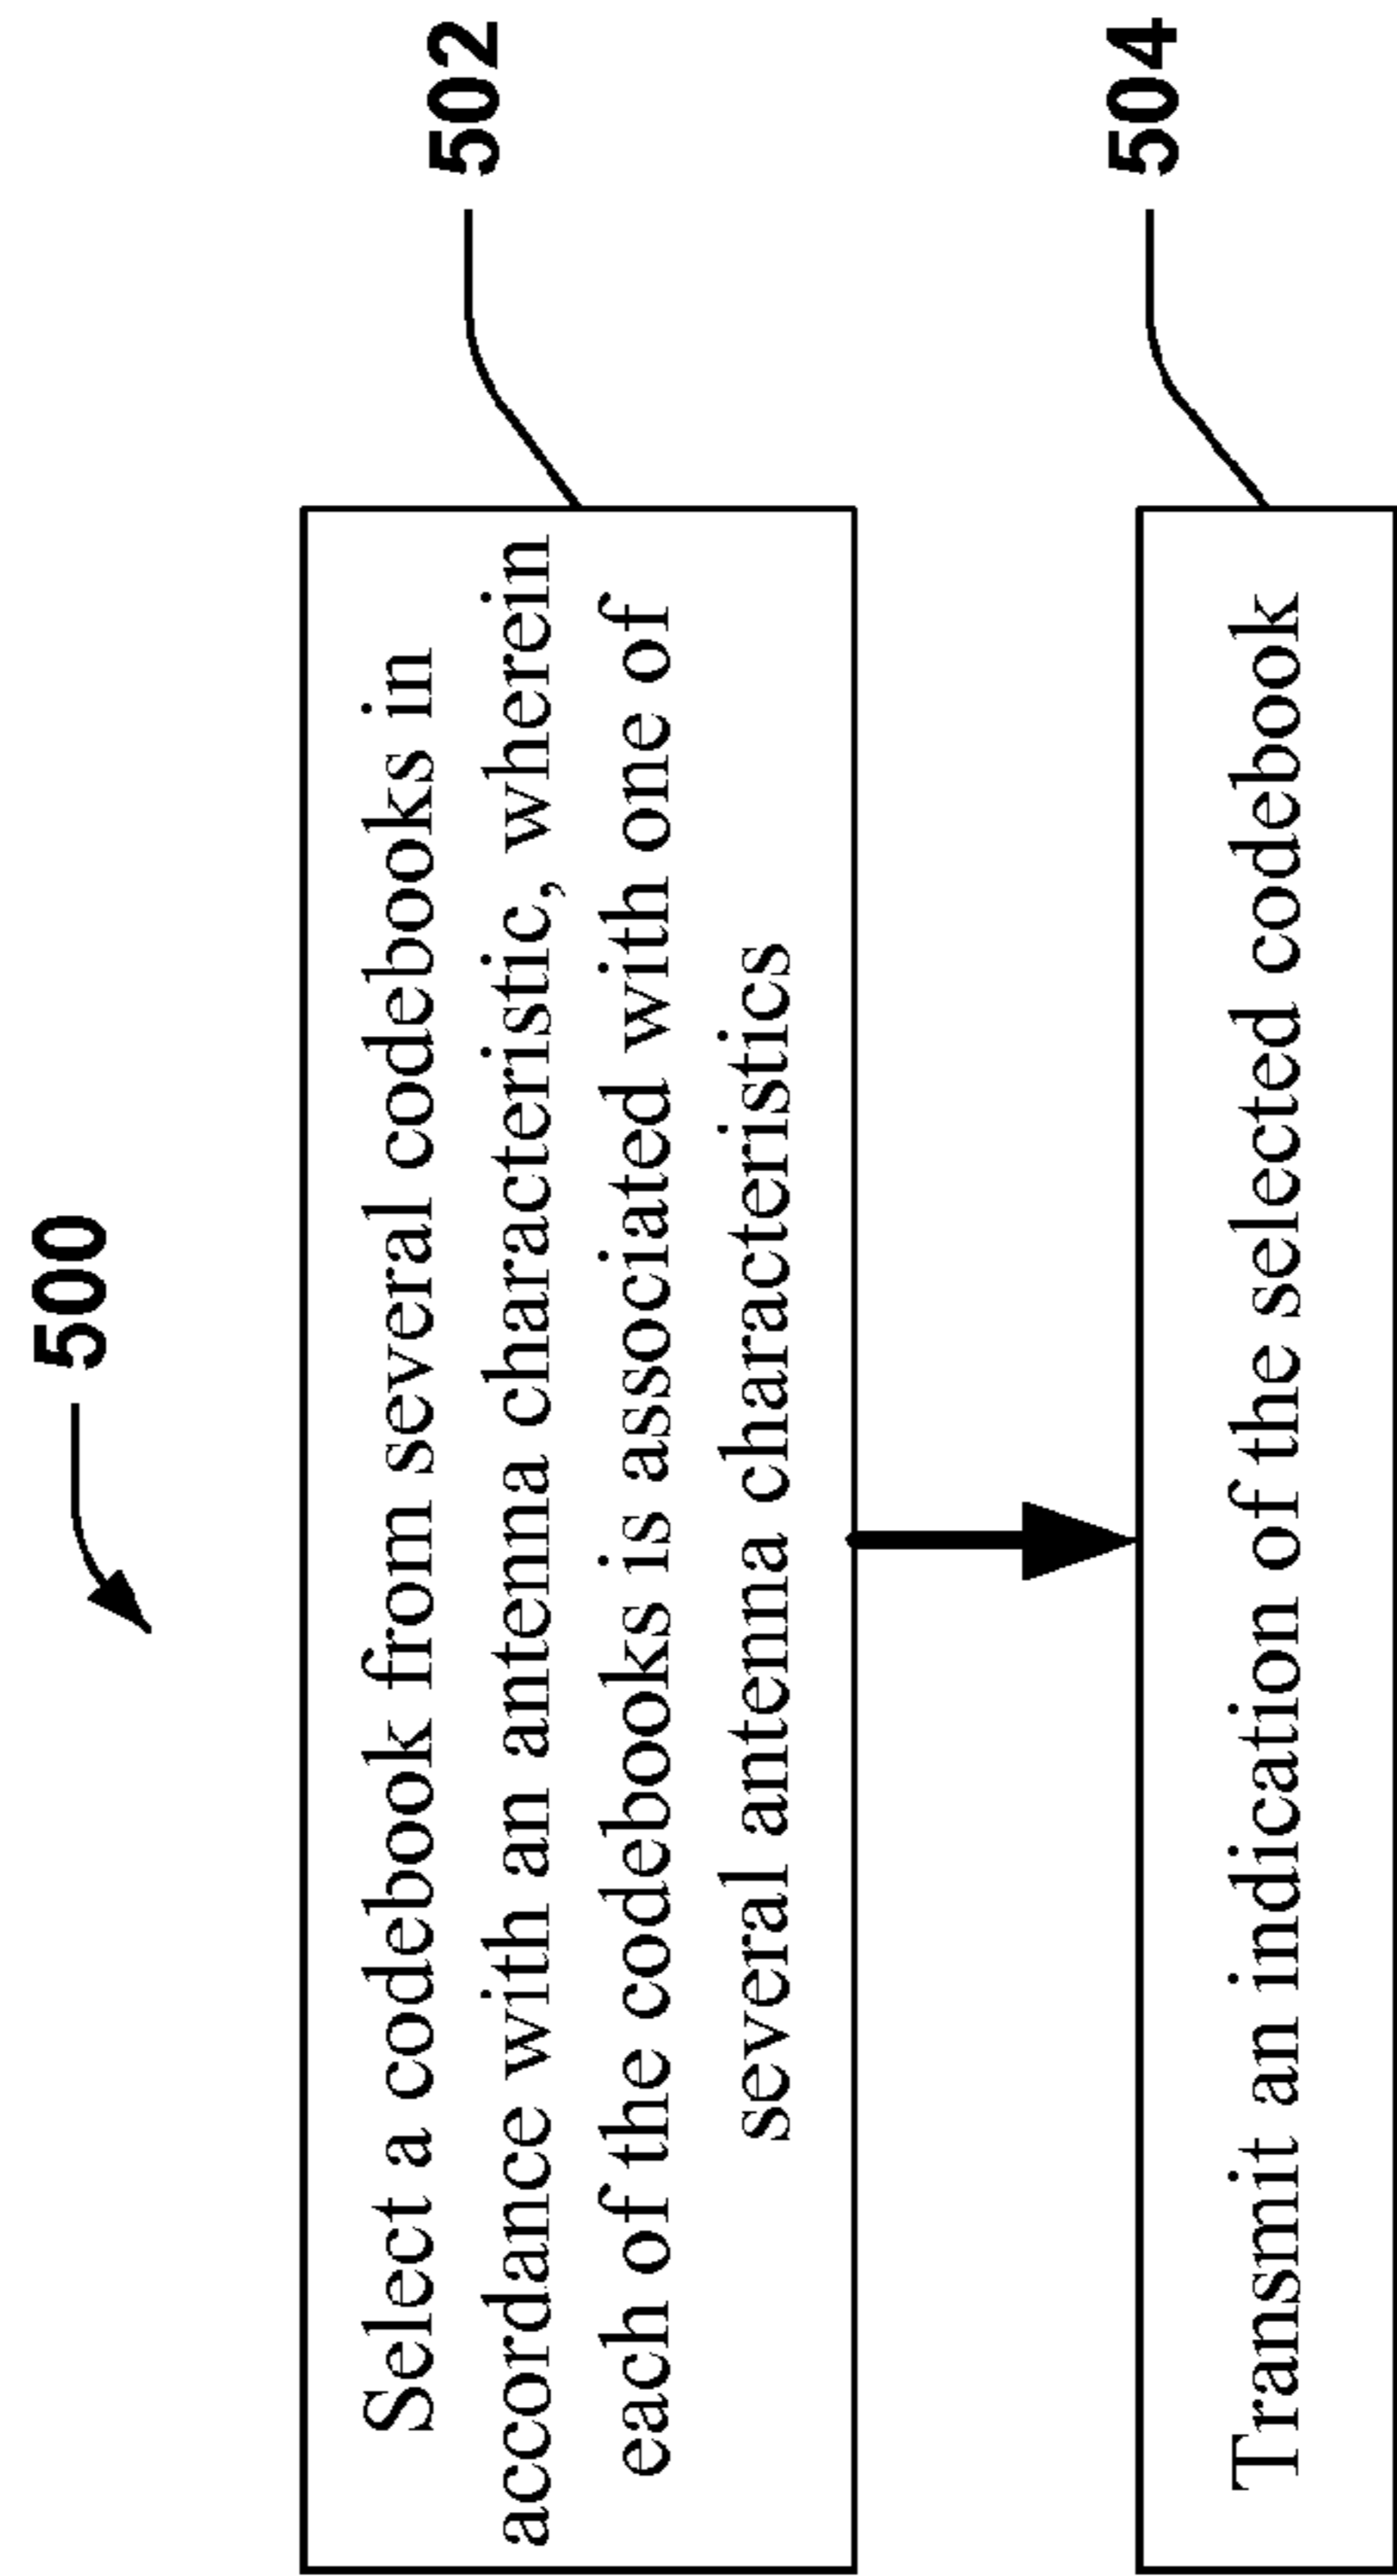 500
502
Select a codebook from several codebooks in
accordance with an antenna characteristic, wherein
each of the codebooks is associated with one of
several antenna characteristics
504
Transmit an indication of the selected codebook